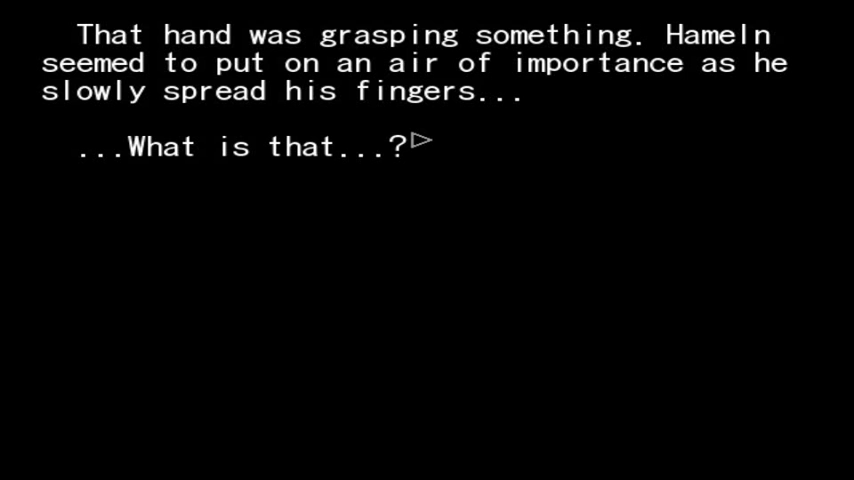 That hand was grasping something. Hameln
seemed to put on an air of importance as he
slowly spread his fingers...
...What is that...?